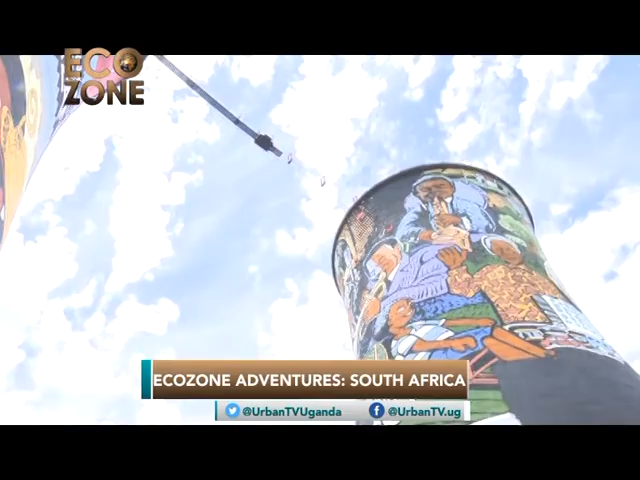 ECO
ZONE
ECOZONE ADVENTURES: SOUTH AFRICA
@UrbanTVUganda @UrbanTV.ug